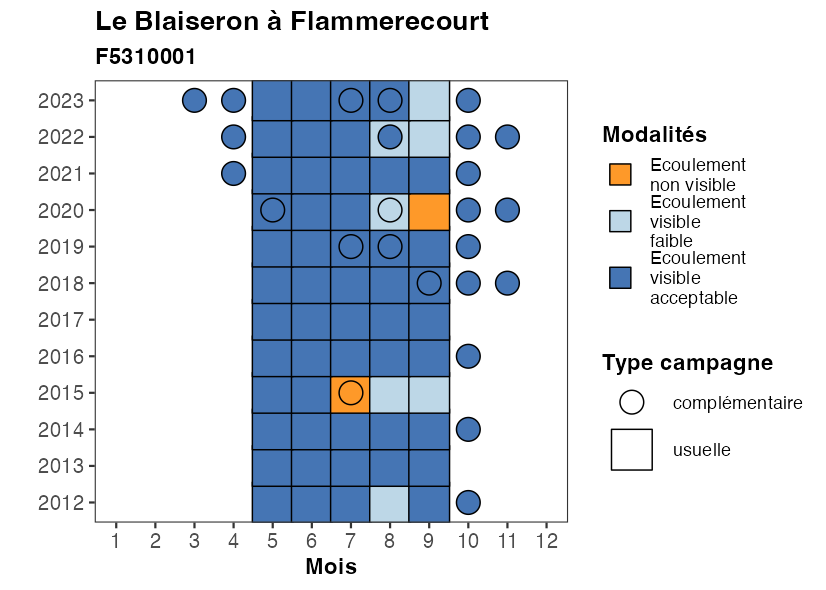 Le Blaiseron à Flammerecourt
F5310001
2023
2022
2021
2020
2019
2018
2017
2016
2015
2014
2013
2012
1 2 3 4 5 6 7 8 9 10 11 12
Mois
Modalités
Ecoulement
non visible
Ecoulement
visible
faible
Ecoulement
visible
acceptable
Type campagne
complémentaire
usuelle